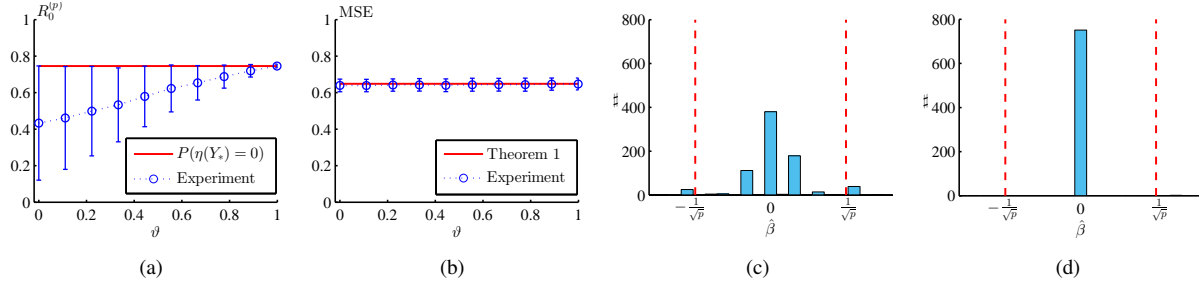 R_0^{(p)}
1
0.8
0.6
0.4
0.2
0
P(η(Y_*) = 0)
Experiment
0 0.2 0.4 0.6 0.8 1
ϑ
(a)
MSE
1
0.8
0.6
0.4
0.2
0
Theorem 1
Experiment
0 0.2 0.4 0.6 0.8 1
ϑ
(b)
♯
800
600
400
200
0
−1/√p 0 1/√p
β̂
(c)
♯
800
600
400
200
0
−1/√p 0 1/√p
β̂
(d)